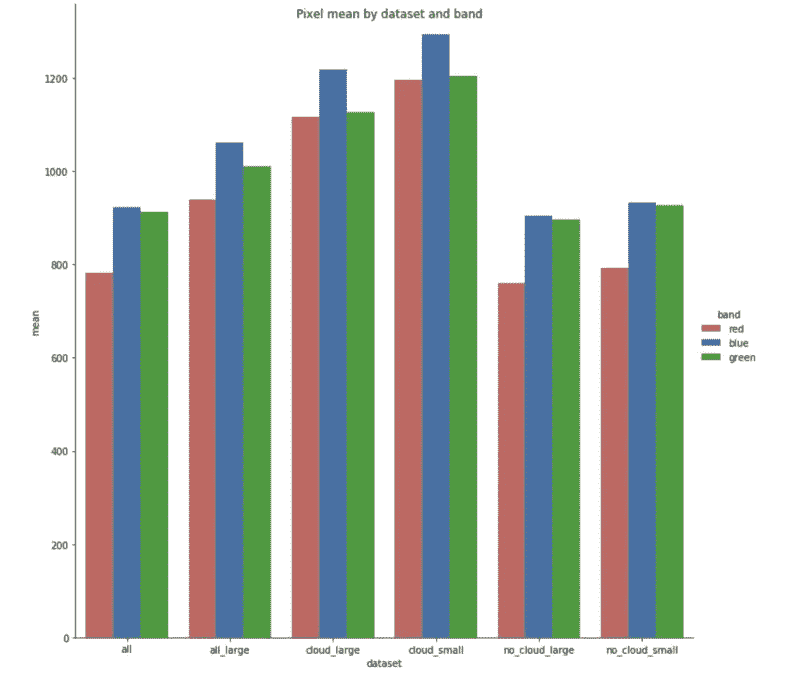 Pixel mean by dataset and band
1200
1000
800
600
400
200
0
mean
all
all_large
cloud_large
cloud_small
no_cloud_large
no_cloud_small
dataset
band
red
blue
green